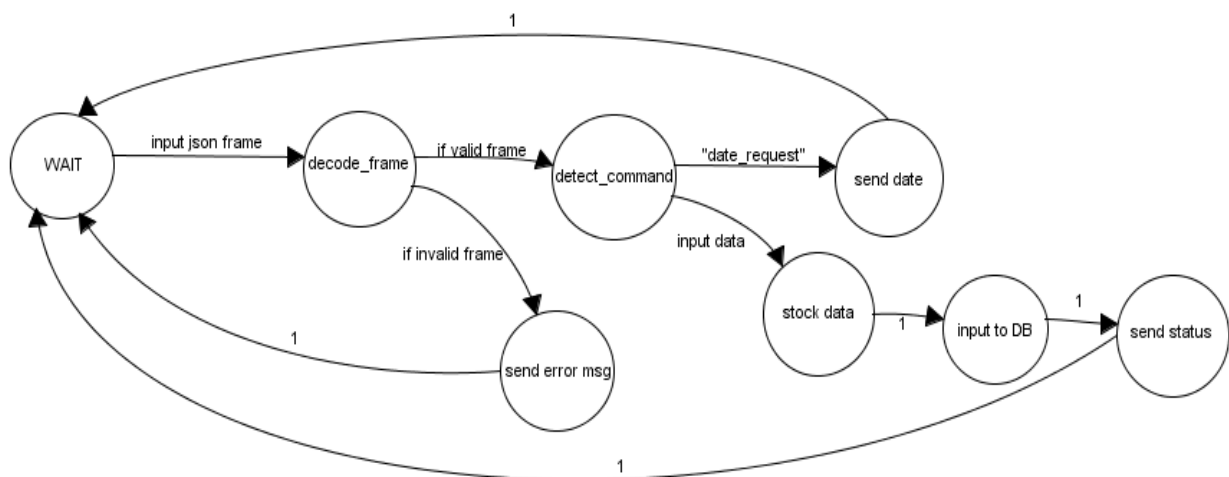 1
WAIT
input json frame
decode_frame
if valid frame
detect_command
"date_request"
send date
if invalid frame
input data
stock data
1
input to DB
1
send status
1
send error msg
1